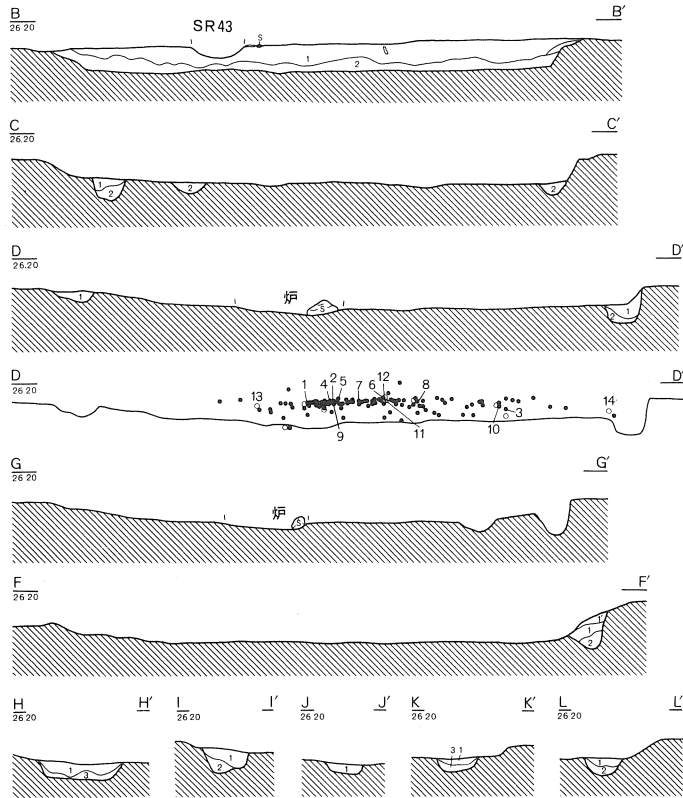 B SR43 B′
26 20 S
1
2
C C′
26.20
1
2 2 2
D D′
26.20
炉
1 S 1
2
D D′
1 4 2 5 7 6 12 8
13 14
9 11 10 3
G G′
26 20
炉
S
F F′
26 20
1
1
2
H H′ I I′ J J′ K K′ L L′
26 20 26 20 26 20 26 20 26 20
1 3 1 2 1 3 1 1 2